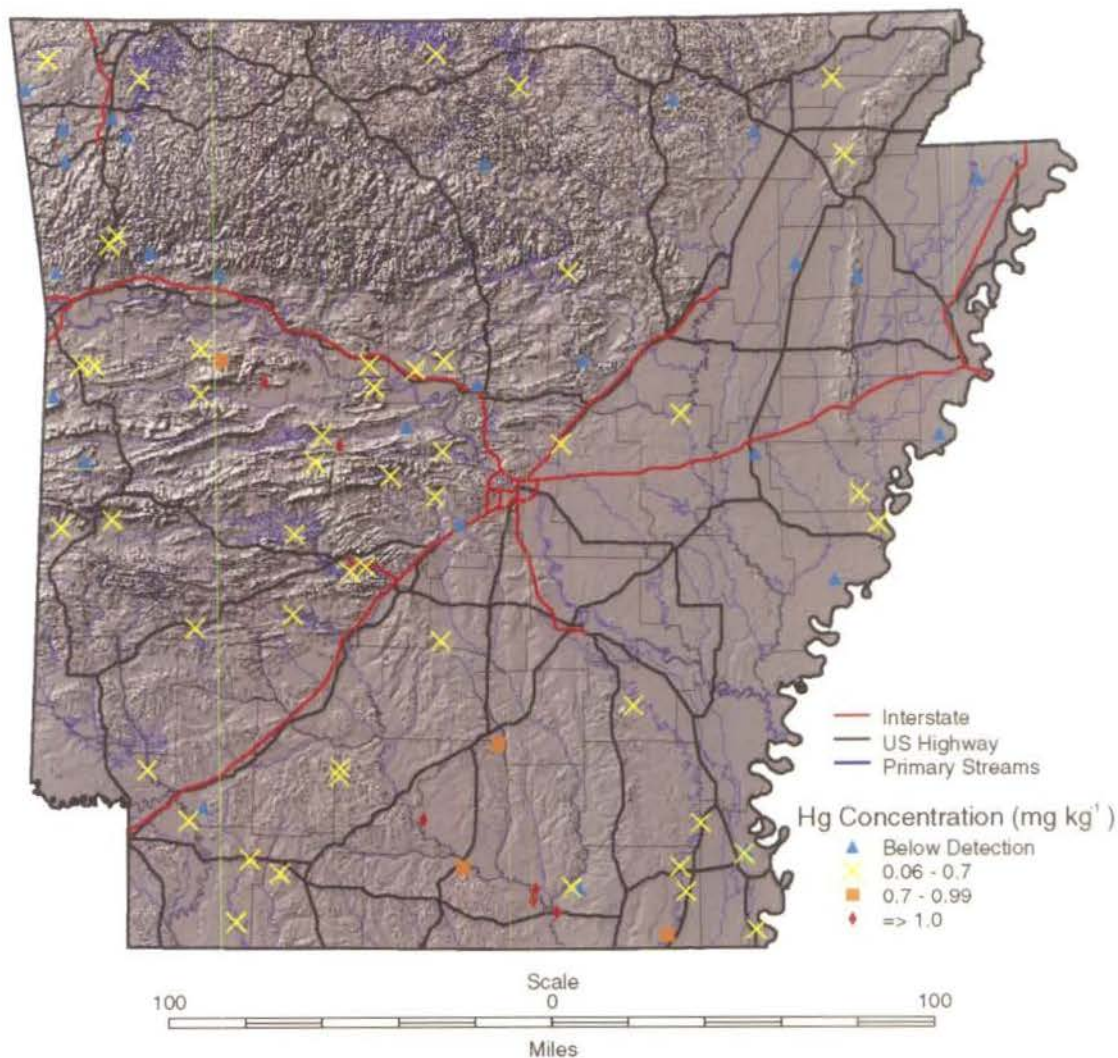 Interstate
US Highway
Primary Streams
Hg Concentration (mg kg⁻¹)
Below Detection
0.06 - 0.7
0.7 - 0.99
=> 1.0
Scale
100 0 100
Miles